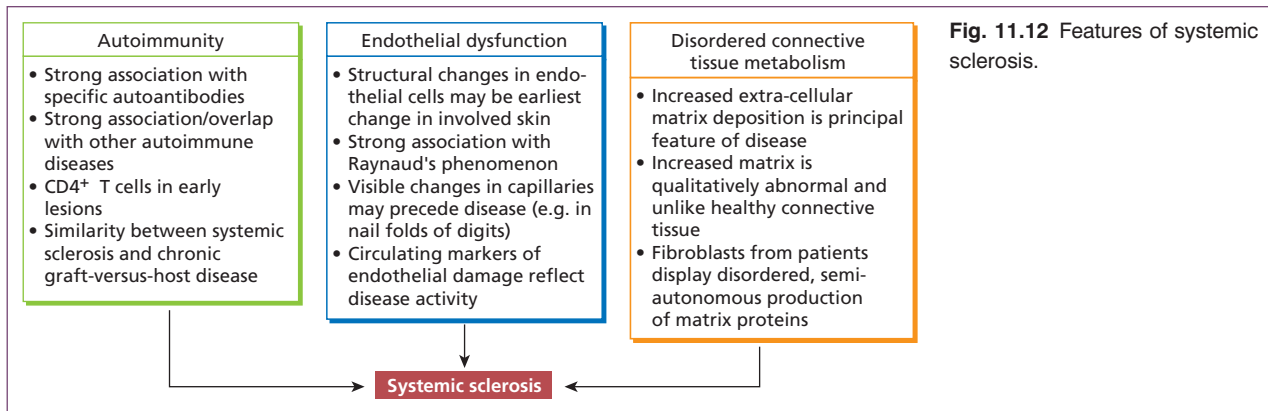 Autoimmunity
• Strong association with
specific autoantibodies
• Strong association/overlap
with other autoimmune
diseases
• CD4+ T cells in early
lesions
• Similarity between systemic
sclerosis and chronic
graft-versus-host disease
Endothelial dysfunction
• Structural changes in endo-
thelial cells may be earliest
change in involved skin
• Strong association with
Raynaud's phenomenon
• Visible changes in capillaries
may precede disease (e.g. in
nail folds of digits)
• Circulating markers of
endothelial damage reflect
disease activity
Disordered connective
tissue metabolism
• Increased extra-cellular
matrix deposition is principal
feature of disease
• Increased matrix is
qualitatively abnormal and
unlike healthy connective
tissue
• Fibroblasts from patients
display disordered, semi-
autonomous production
of matrix proteins
Systemic sclerosis
Fig. 11.12 Features of systemic
sclerosis.